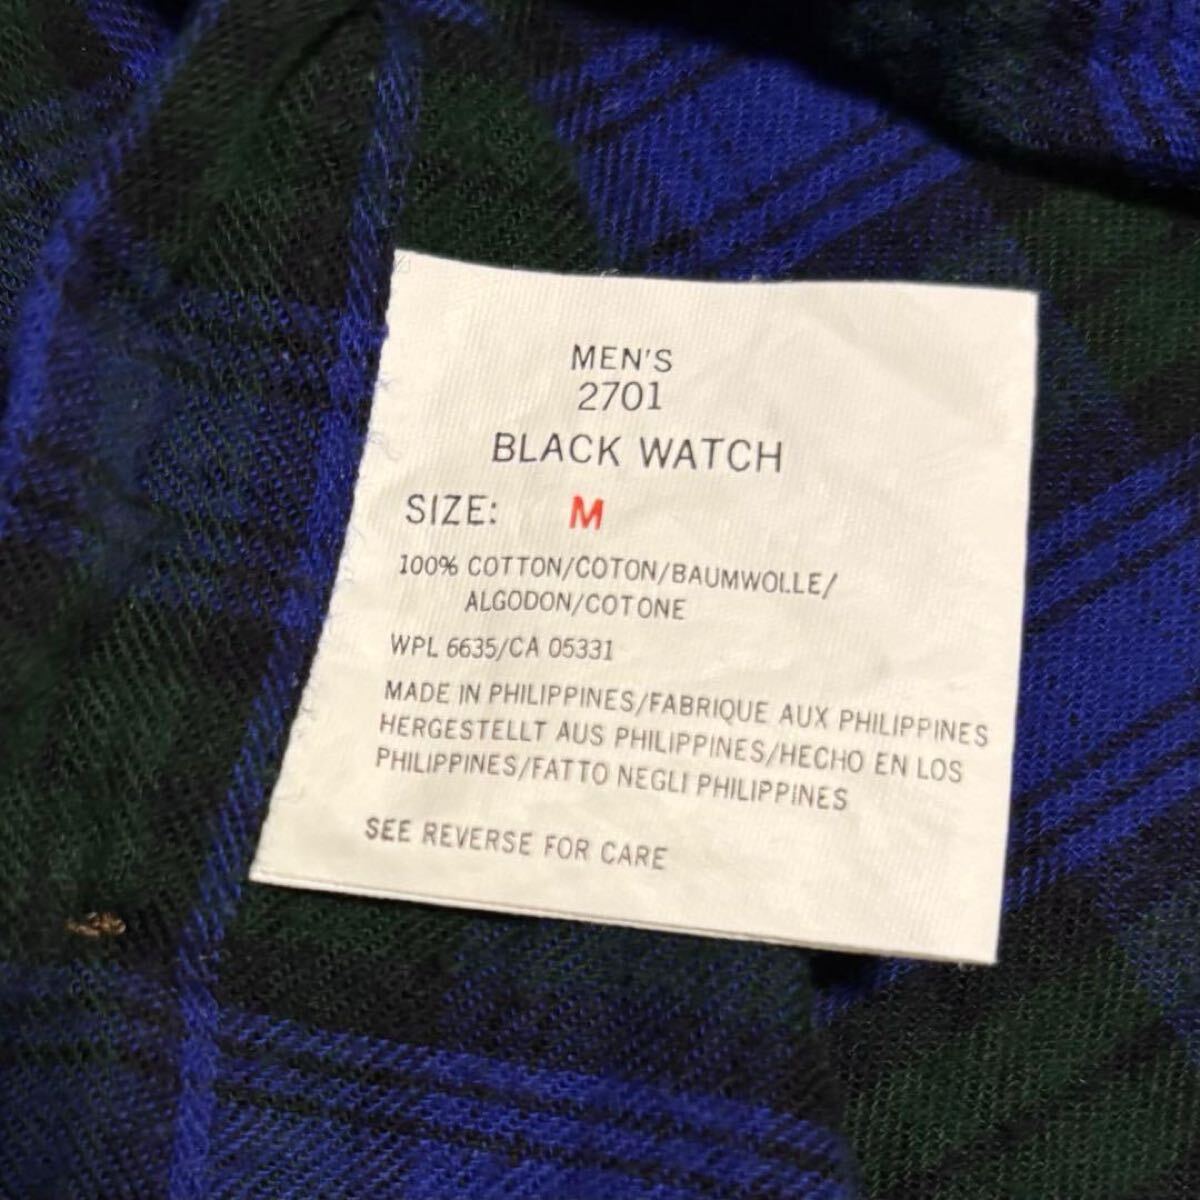 MEN'S
2701
BLACK WATCH
SIZE: M
100% COTTON/COTON/BAUMWOLLE/
ALGODON/COTONE
WPL 6635/CA 05331
MADE IN PHILIPPINES/FABRIQUE AUX PHILIPPINES
HERGESTELLT AUS PHILIPPINES/HECHO EN LOS
PHILIPPINES/FATTO NEGLI PHILIPPINES
SEE REVERSE FOR CARE